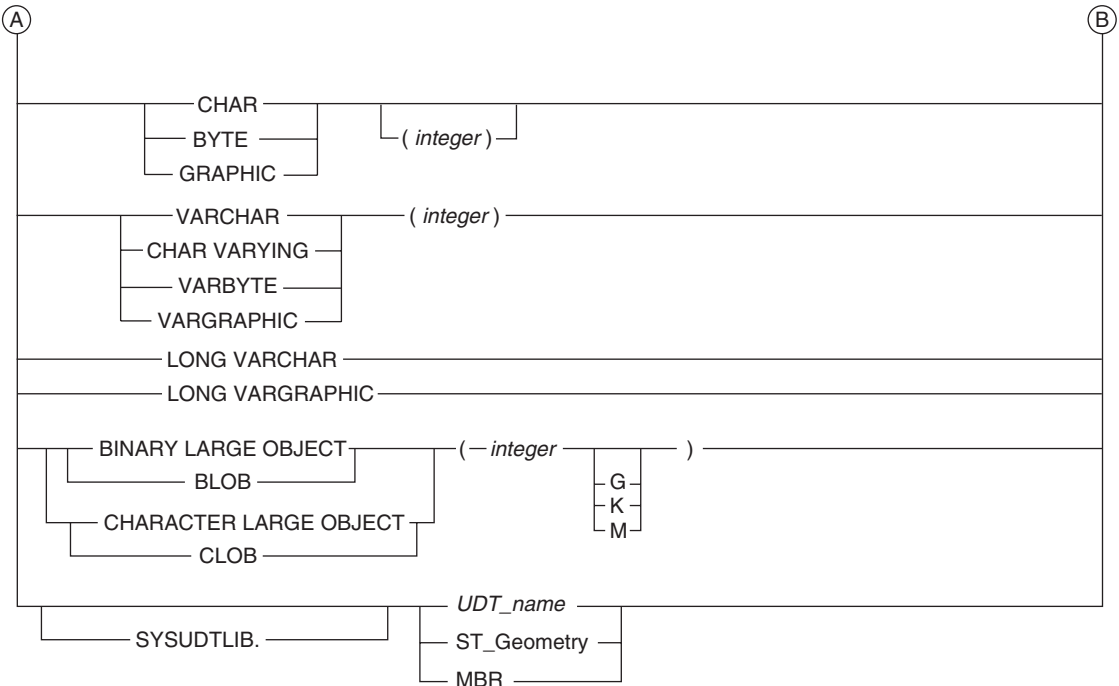 A B
CHAR
BYTE ( integer )
GRAPHIC
VARCHAR ( integer )
CHAR VARYING
VARBYTE
VARGRAPHIC
LONG VARCHAR
LONG VARGRAPHIC
BINARY LARGE OBJECT ( integer )
BLOB G
K
CHARACTER LARGE OBJECT M
CLOB
UDT_name
SYSUDTLIB. ST_Geometry
MBR